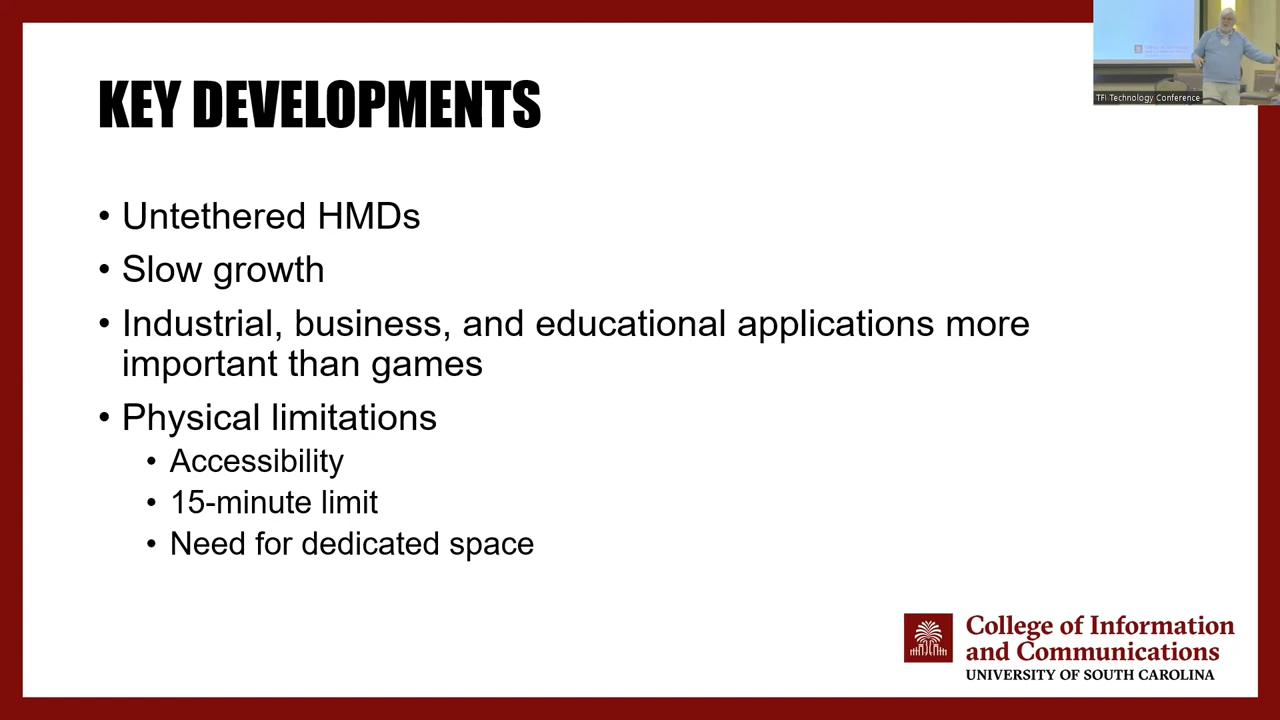 KEY DEVELOPMENTS
• Untethered HMDs
• Slow growth
• Industrial, business, and educational applications more
important than games
• Physical limitations
• Accessibility
• 15-minute limit
• Need for dedicated space
TFI Technology Conference
College of Information
and Communications
UNIVERSITY OF SOUTH CAROLINA